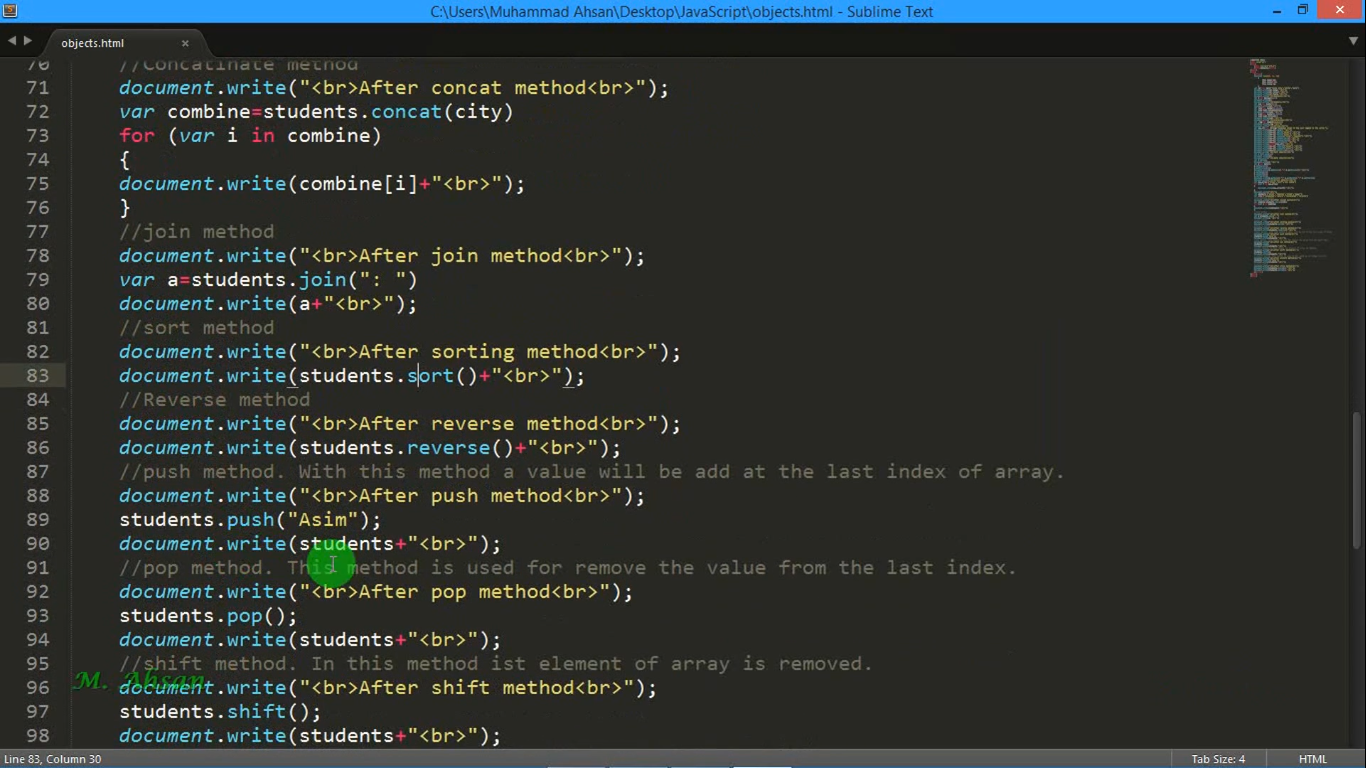 C:\Users\Muhammad Ahsan\Desktop\JavaScript\objects.html - Sublime Text
objects.html
70 //Concatinate method
71 document.write("<br>After concat method<br>");
72 var combine=students.concat(city)
73 for (var i in combine)
74 {
75 document.write(combine[i]+"<br>");
76 }
77 //join method
78 document.write("<br>After join method<br>");
79 var a=students.join(": ")
80 document.write(a+"<br>");
81 //sort method
82 document.write("<br>After sorting method<br>");
83 document.write(students.sort()+"<br>");
84 //Reverse method
85 document.write("<br>After reverse method<br>");
86 document.write(students.reverse()+"<br>");
87 //push method. With this method a value will be add at the last index of array.
88 document.write("<br>After push method<br>");
89 students.push("Asim");
90 document.write(students+"<br>");
91 //pop method. This method is used for remove the value from the last index.
92 document.write("<br>After pop method<br>");
93 students.pop();
94 document.write(students+"<br>");
95 //shift method. In this method ist element of array is removed.
M. Ahsan
96 document.write("<br>After shift method<br>");
97 students.shift();
98 document.write(students+"<br>");
Line 83, Column 30
Tab Size: 4
HTML